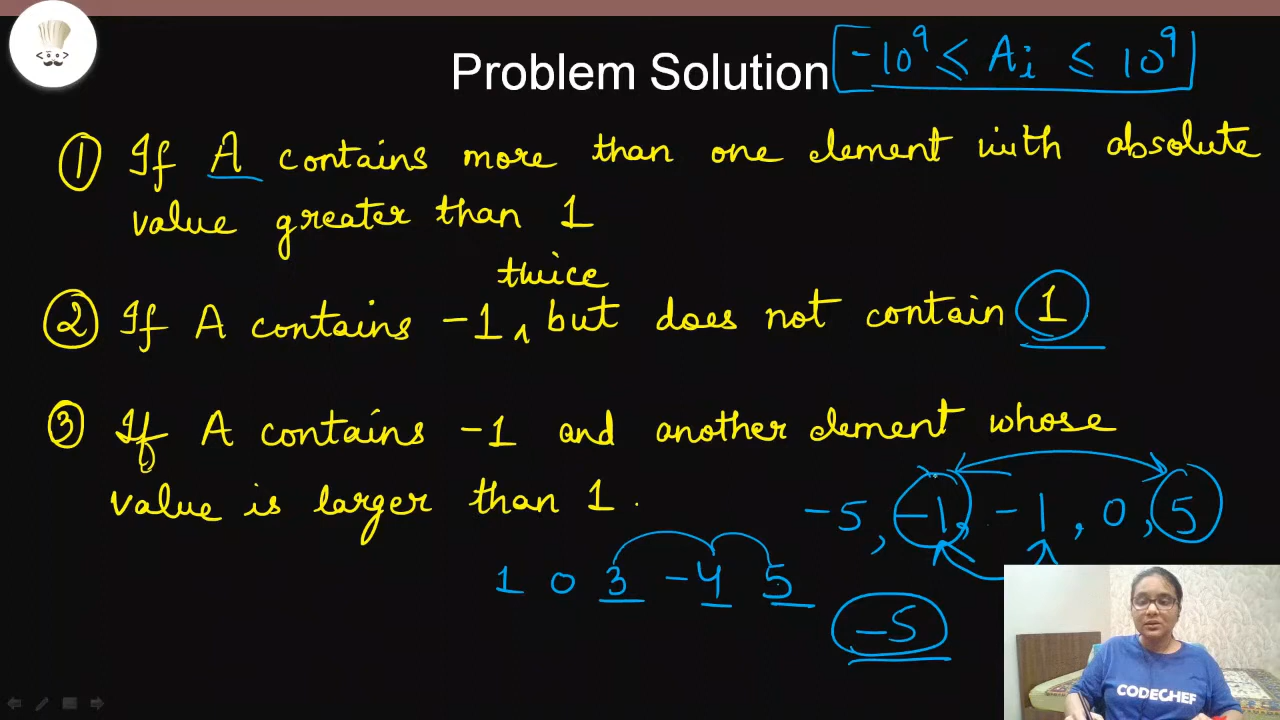 Problem Solution
-10⁹ ≤ Ai ≤ 10⁹
① If A contains more than one element with absolute
value greater than 1
twice
② If A contains -1 ∧ but does not contain 1
③ If A contains -1 and another element whose
value is larger than 1.
-5, -1, -1, 0, 5
1 0 3 -4 5
-5
CODECHEF